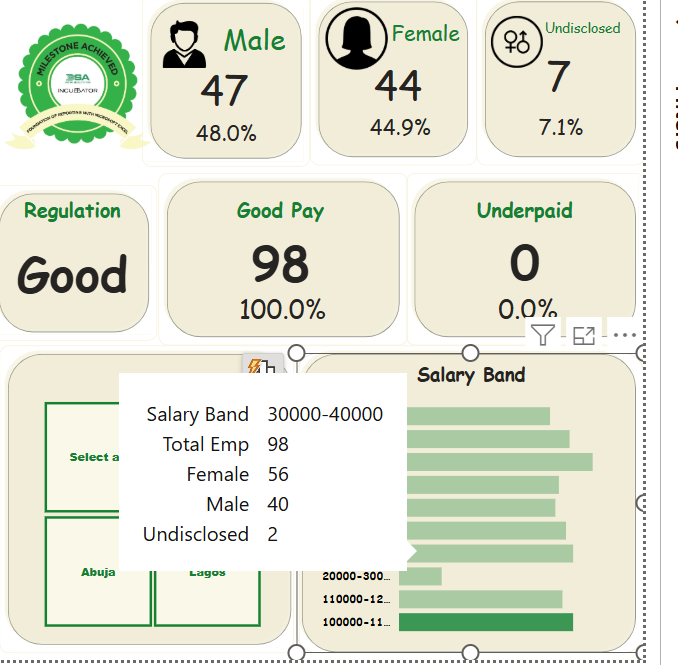 MILESTONE ACHIEVED
DSA
INCUBATOR
FOUNDATION OF REPORTING WITH MICROSOFT EXCEL
Male
47
48.0%
Female
44
44.9%
Undisclosed
7
7.1%
Regulation
Good
Good Pay
98
100.0%
Underpaid
0
0.0%
Select a
Abuja
Lagos
Salary Band 30000-40000
Total Emp 98
Female 56
Male 40
Undisclosed 2
Salary Band
20000-300...
110000-12...
100000-11...